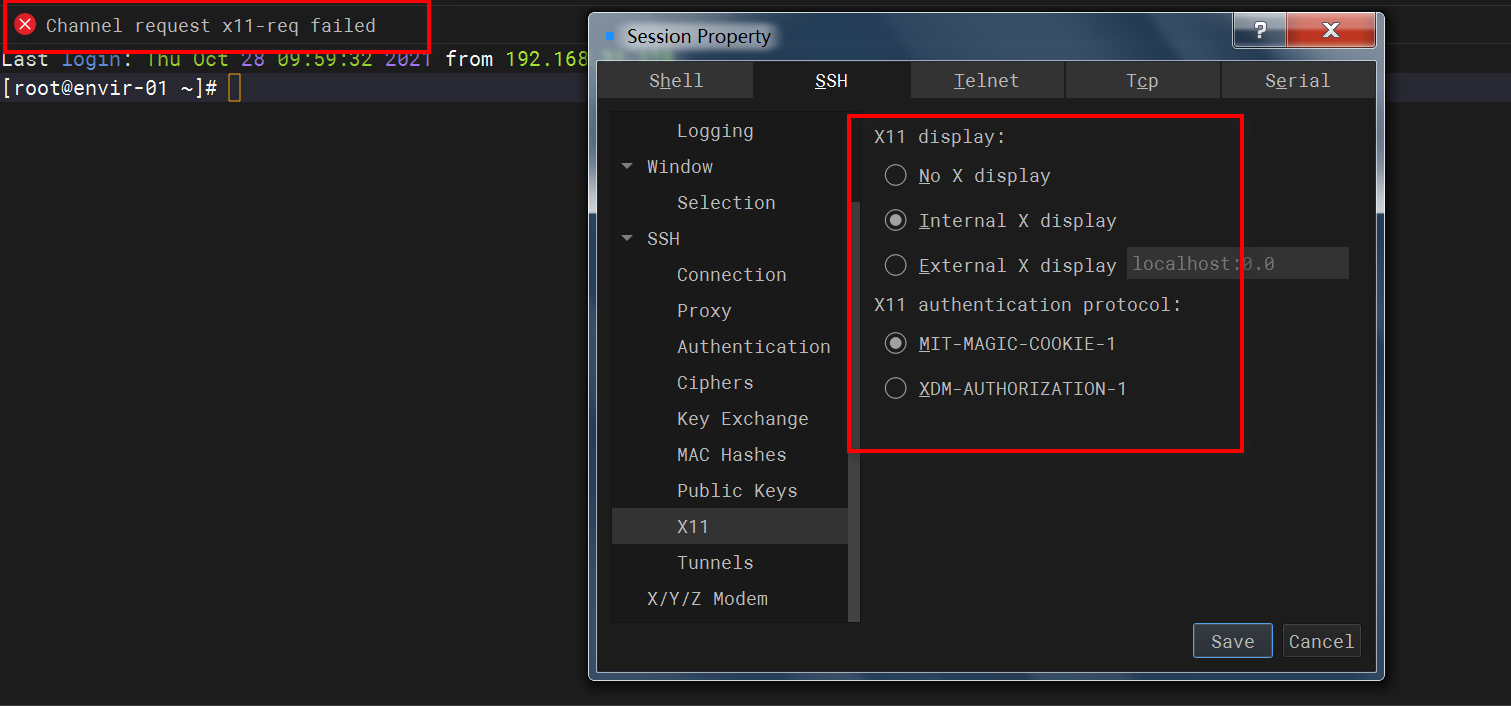 Channel request x11-req failed
Last login: Thu Oct 28 09:59:32 2021 from 192.168
[root@envir-01 ~]#
Session Property
?
Shell SSH Telnet Tcp Serial
Logging
Window
Selection
SSH
Connection
Proxy
Authentication
Ciphers
Key Exchange
MAC Hashes
Public Keys
X11
Tunnels
X/Y/Z Modem
X11 display:
No X display
Internal X display
External X display localhost:0.0
X11 authentication protocol:
MIT-MAGIC-COOKIE-1
XDM-AUTHORIZATION-1
Save Cancel